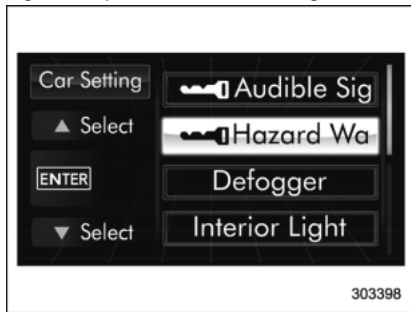 Car Setting
▲ Select
ENTER
▼ Select
Audible Sig
Hazard Wa
Defogger
Interior Light
303398